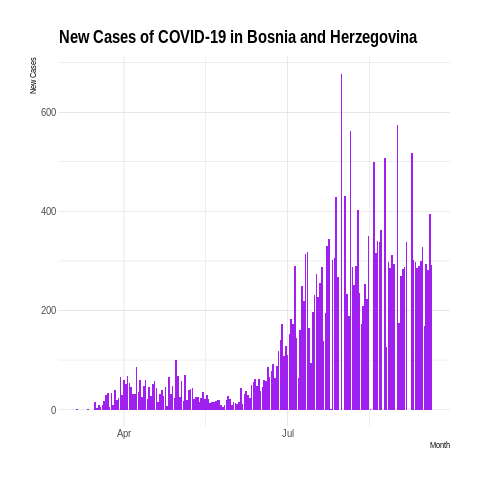 New Cases of COVID-19 in Bosnia and Herzegovina
New Cases
600
400
200
0
Apr
Jul
Month